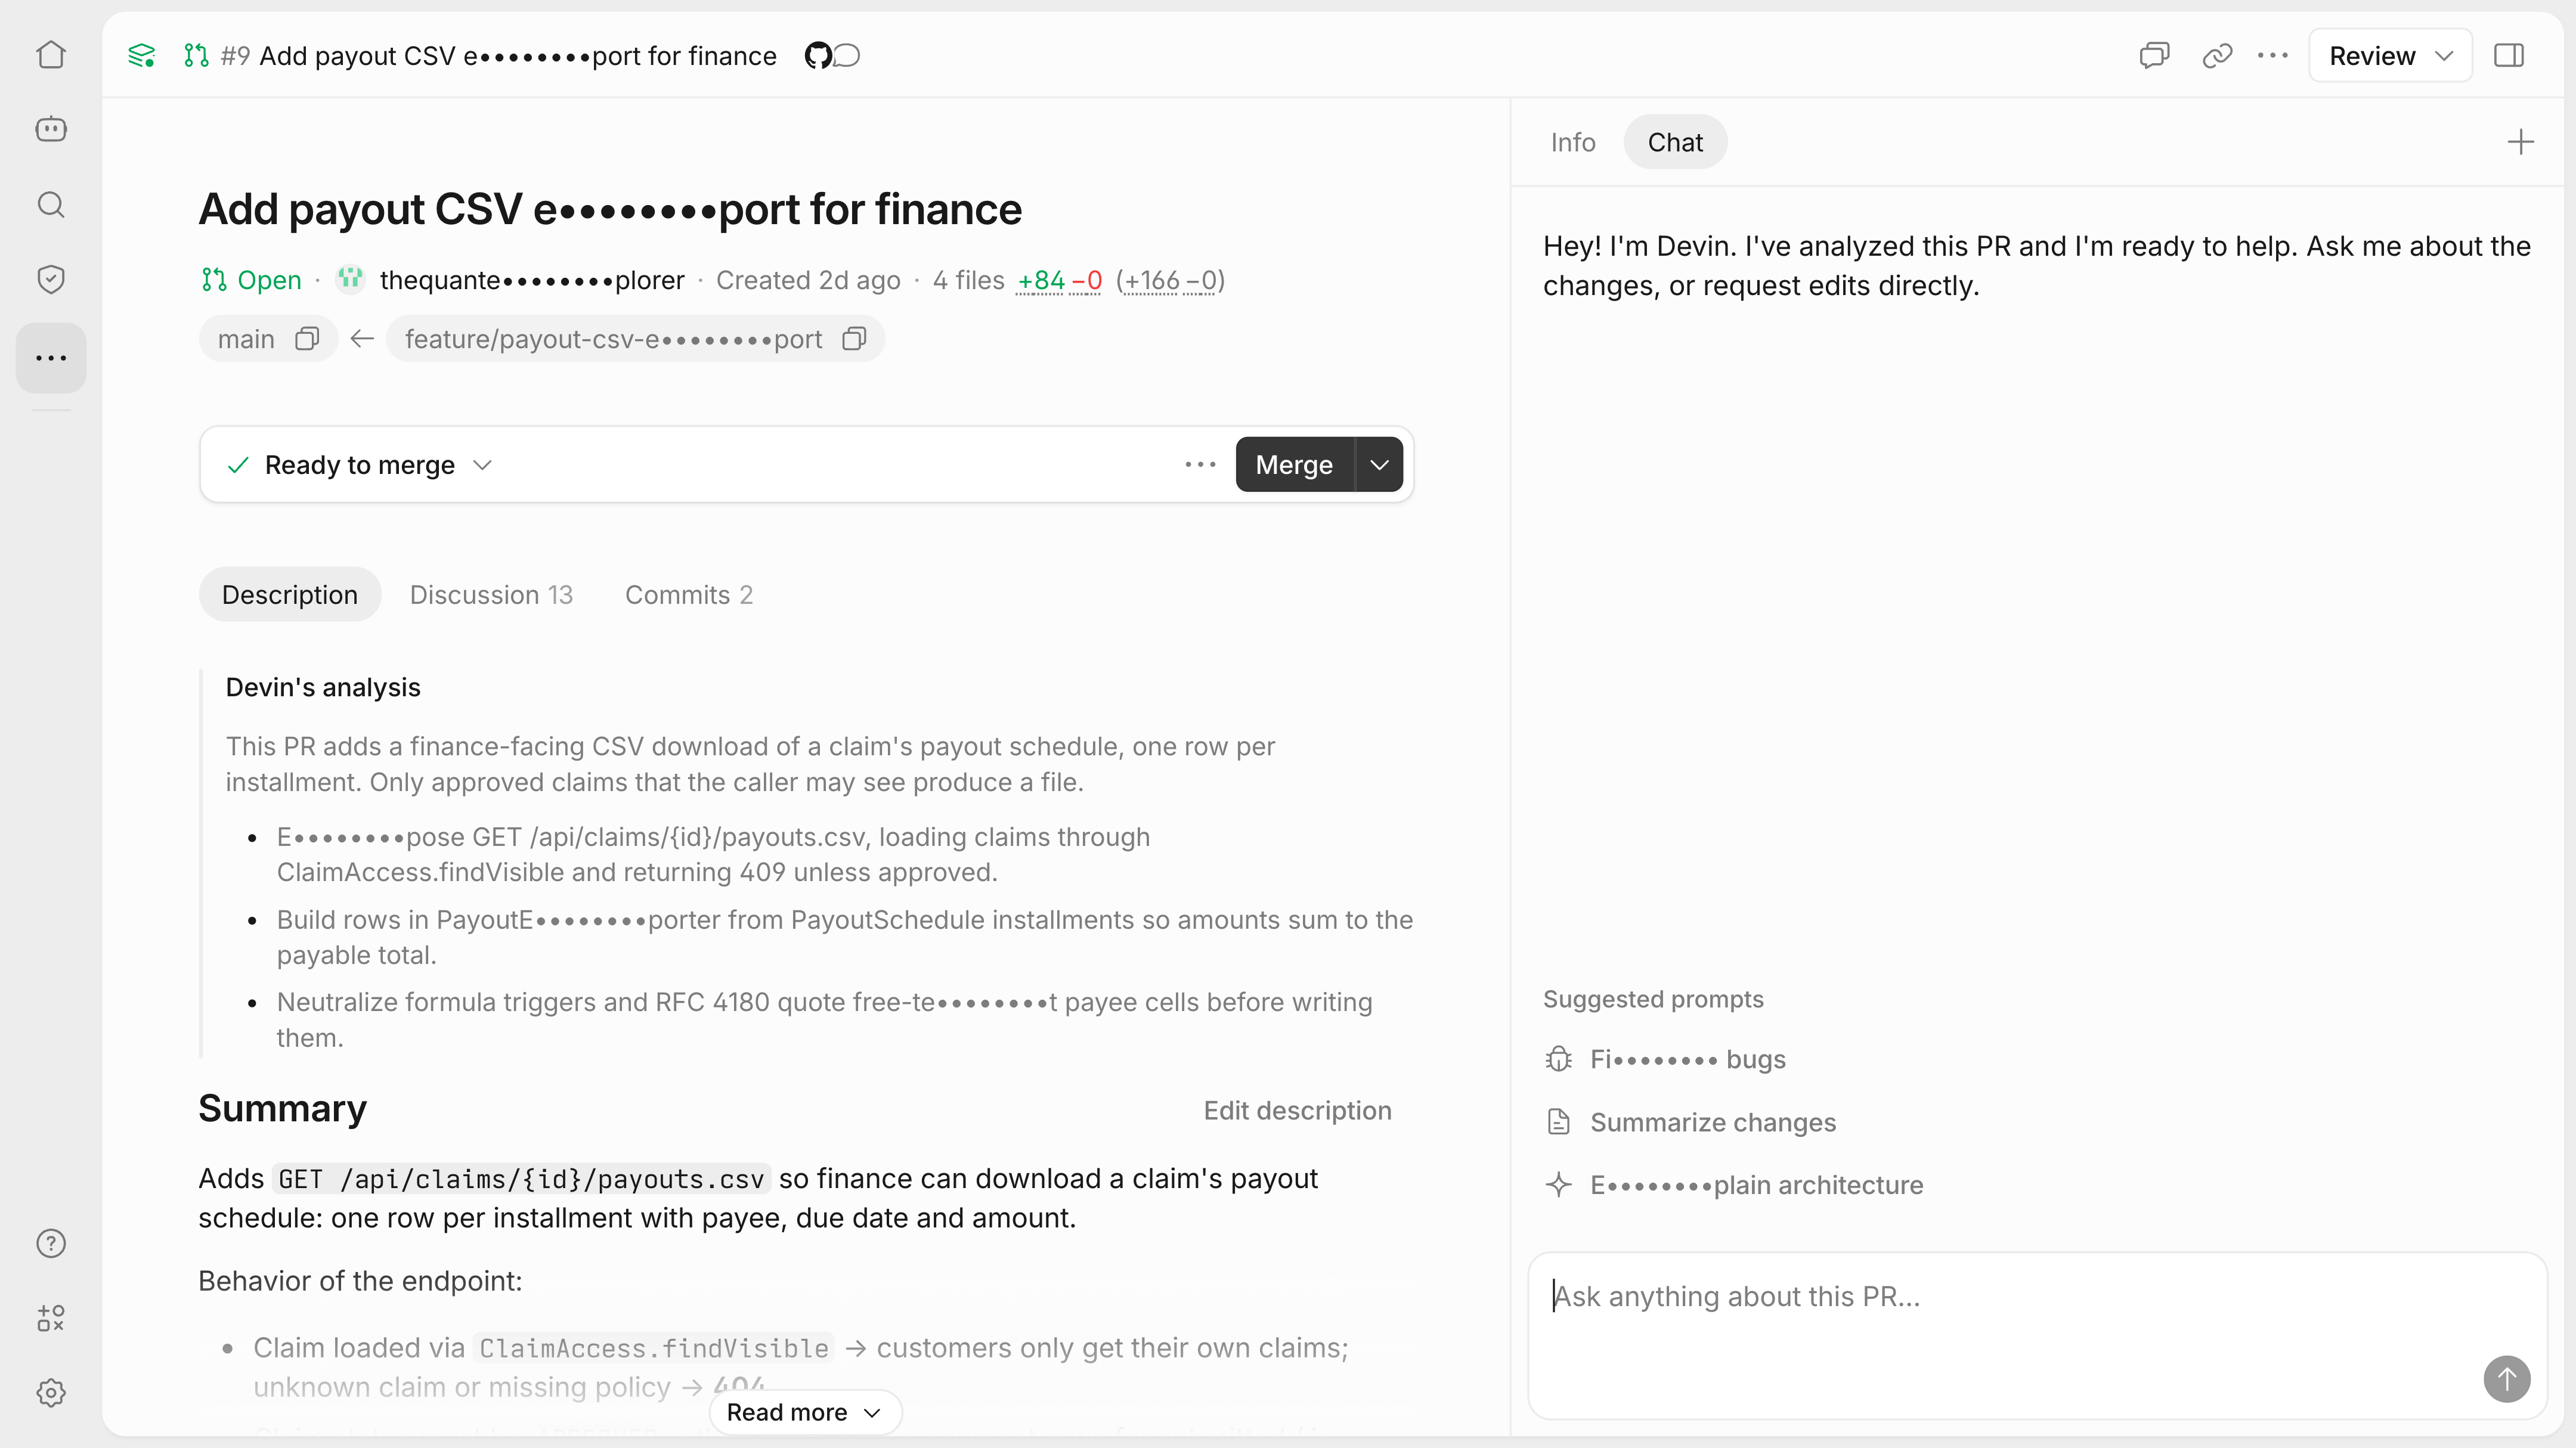 #9 Add payout CSV e••••••••port for finance
Review
Info
Chat
Add payout CSV e••••••••port for finance
Open · thequante••••••••plorer · Created 2d ago · 4 files +84 −0 (+166 −0)
main ← feature/payout-csv-e••••••••port
Ready to merge
Merge
Description
Discussion 13
Commits 2
Devin's analysis
This PR adds a finance-facing CSV download of a claim's payout schedule, one row per
installment. Only approved claims that the caller may see produce a file.
• E••••••••pose GET /api/claims/{id}/payouts.csv, loading claims through
ClaimAccess.findVisible and returning 409 unless approved.
• Build rows in PayoutE••••••••porter from PayoutSchedule installments so amounts sum to the
payable total.
• Neutralize formula triggers and RFC 4180 quote free-te••••••••t payee cells before writing
them.
Summary
Edit description
Adds GET /api/claims/{id}/payouts.csv so finance can download a claim's payout
schedule: one row per installment with payee, due date and amount.
Behavior of the endpoint:
• Claim loaded via ClaimAccess.findVisible → customers only get their own claims;
unknown claim or missing policy → 404
Read more
Hey! I'm Devin. I've analyzed this PR and I'm ready to help. Ask me about the
changes, or request edits directly.
Suggested prompts
Fi•••••••• bugs
Summarize changes
E••••••••plain architecture
Ask anything about this PR...